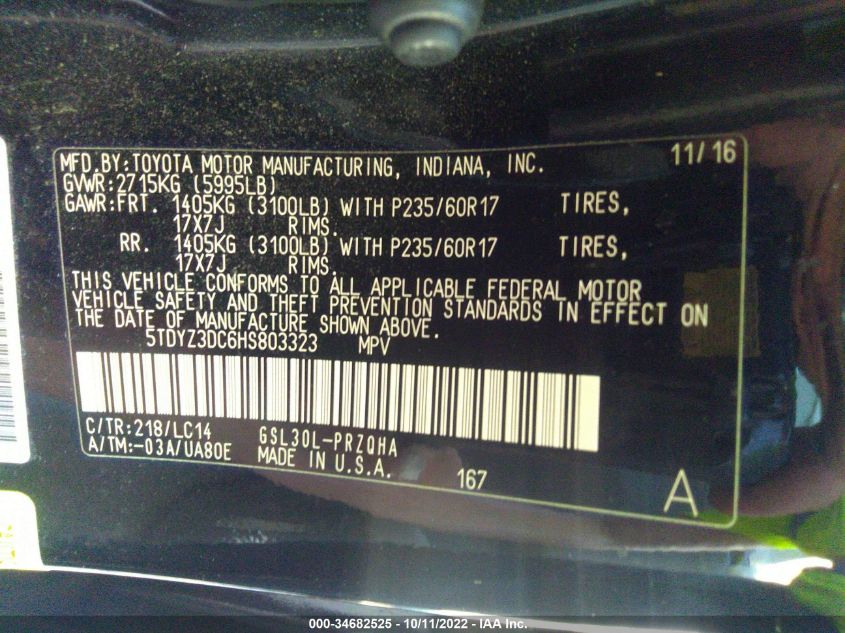 MFD.BY:TOYOTA MOTOR MANUFACTURING, INDIANA, INC. 11/16
GVWR:2715KG (5995LB)
GAWR:FRT. 1405KG (3100LB) WITH P235/60R17 TIRES,
17X7J RIMS.
RR. 1405KG (3100LB) WITH P235/60R17 TIRES,
17X7J RIMS.
THIS VEHICLE CONFORMS TO ALL APPLICABLE FEDERAL MOTOR
VEHICLE SAFETY AND THEFT PREVENTION STANDARDS IN EFFECT ON
THE DATE OF MANUFACTURE SHOWN ABOVE.
5TDYZ3DC6HS803323 MPV
C/TR:218/LC14 GSL30L-PRZQHA
A/TM:-03A/UA80E MADE IN U.S.A. 167 A
000-34682525 - 10/11/2022 - IAA Inc.